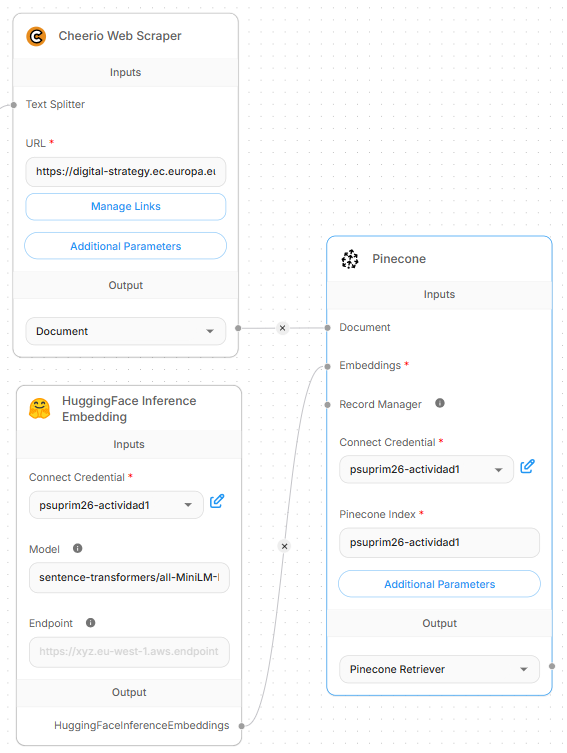 Cheerio Web Scraper
Inputs
Text Splitter
URL *
https://digital-strategy.ec.europa.eu
Manage Links
Additional Parameters
Output
Document
HuggingFace Inference
Embedding
Inputs
Connect Credential *
psuprim26-actividad1
Model
sentence-transformers/all-MiniLM-
Endpoint
https://xyz.eu-west-1.aws.endpoint
Output
HuggingFaceInferenceEmbeddings
Pinecone
Inputs
Document
Embeddings *
Record Manager
Connect Credential *
psuprim26-actividad1
Pinecone Index *
psuprim26-actividad1
Additional Parameters
Output
Pinecone Retriever